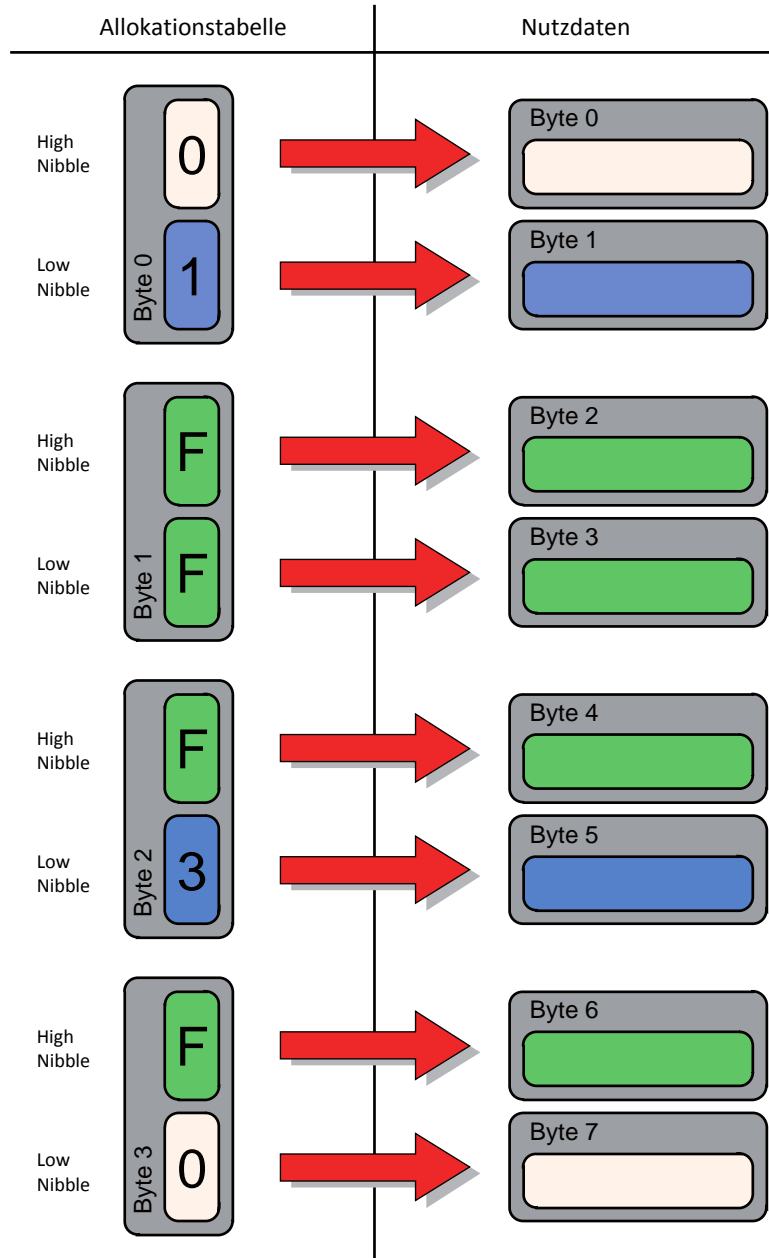 Allokationstabelle
Nutzdaten
High
Nibble
0
Byte 0
Low
Nibble
1
Byte 0
Byte 1
High
Nibble
F
Byte 2
Low
Nibble
F
Byte 1
Byte 3
High
Nibble
F
Byte 4
Low
Nibble
3
Byte 2
Byte 5
High
Nibble
F
Byte 6
Low
Nibble
0
Byte 3
Byte 7